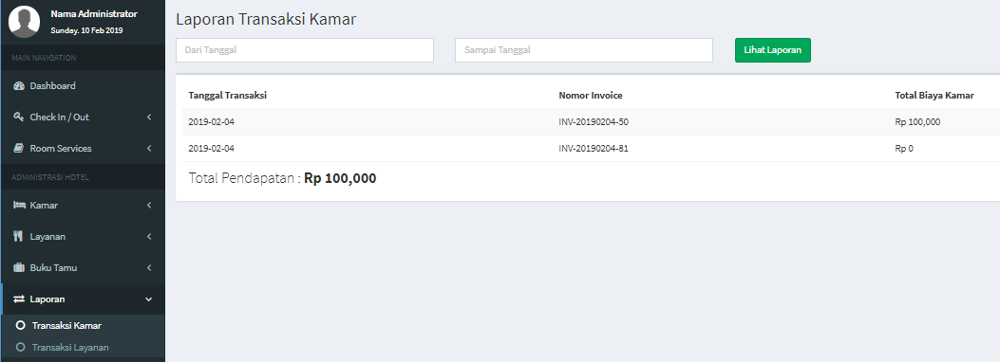 Nama Administrator
Sunday, 10 Feb 2019
MAIN NAVIGATION
Dashboard
Check In / Out
Room Services
ADMINISTRASI HOTEL
Kamar
Layanan
Buku Tamu
Laporan
Transaksi Kamar
Transaksi Layanan
Laporan Transaksi Kamar
Dari Tanggal Sampai Tanggal Lihat Laporan
Tanggal Transaksi Nomor Invoice Total Biaya Kamar
2019-02-04 INV-20190204-50 Rp 100,000
2019-02-04 INV-20190204-81 Rp 0
Total Pendapatan : Rp 100,000